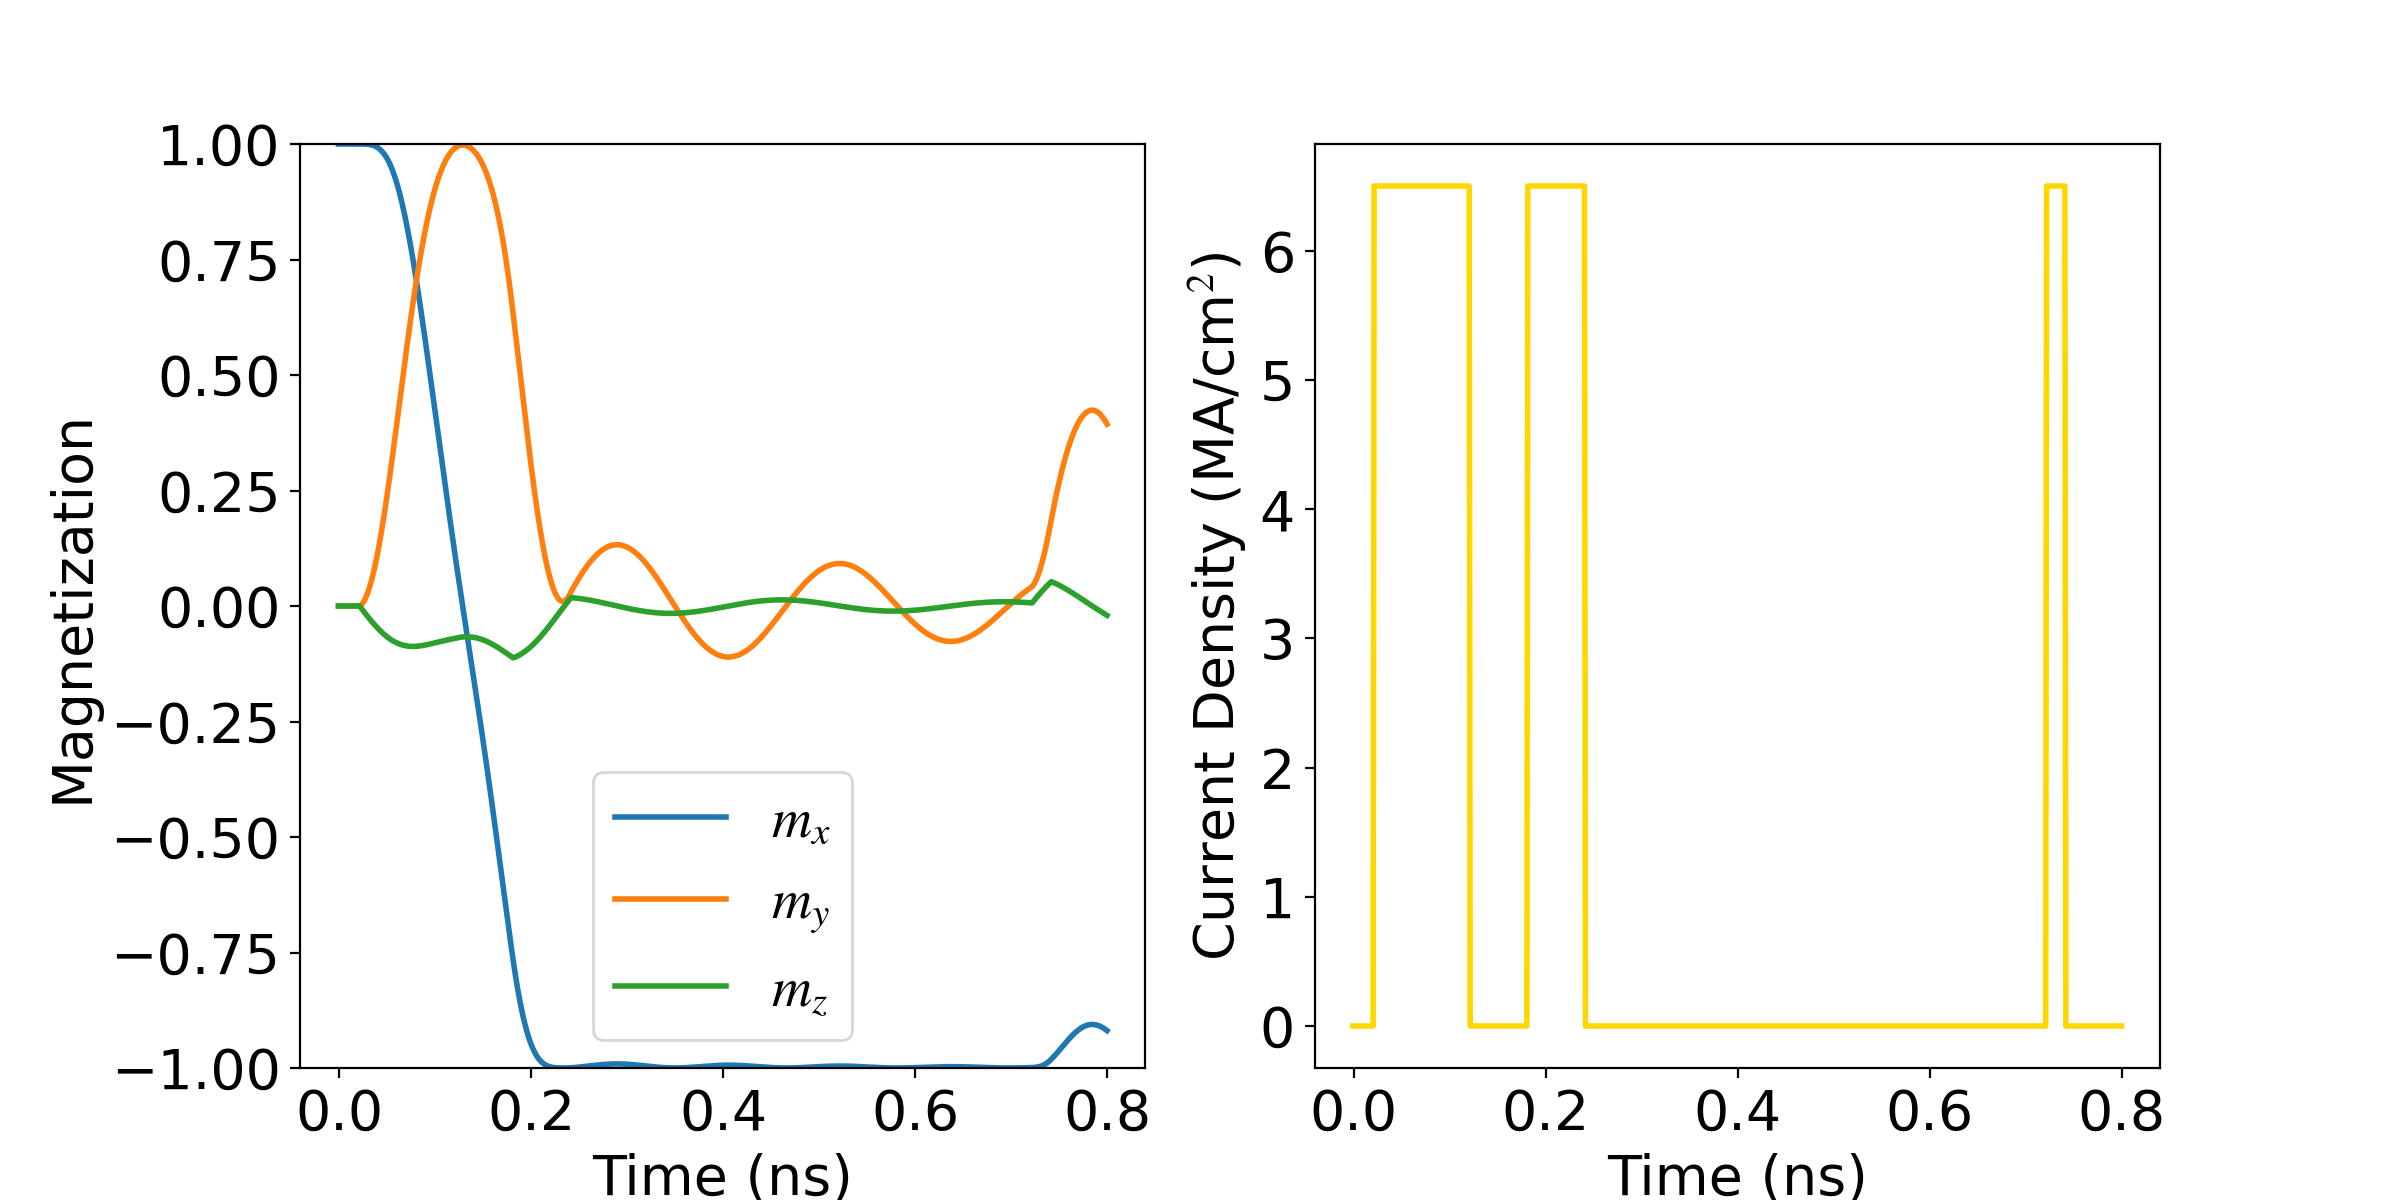 1.00
0.75
0.50
0.25
0.00
−0.25
−0.50
−0.75
−1.00
Magnetization
0.0 0.2 0.4 0.6 0.8
Time (ns)
m_x
m_y
m_z
6
5
4
3
2
1
0
Current Density (MA/cm²)
0.0 0.2 0.4 0.6 0.8
Time (ns)